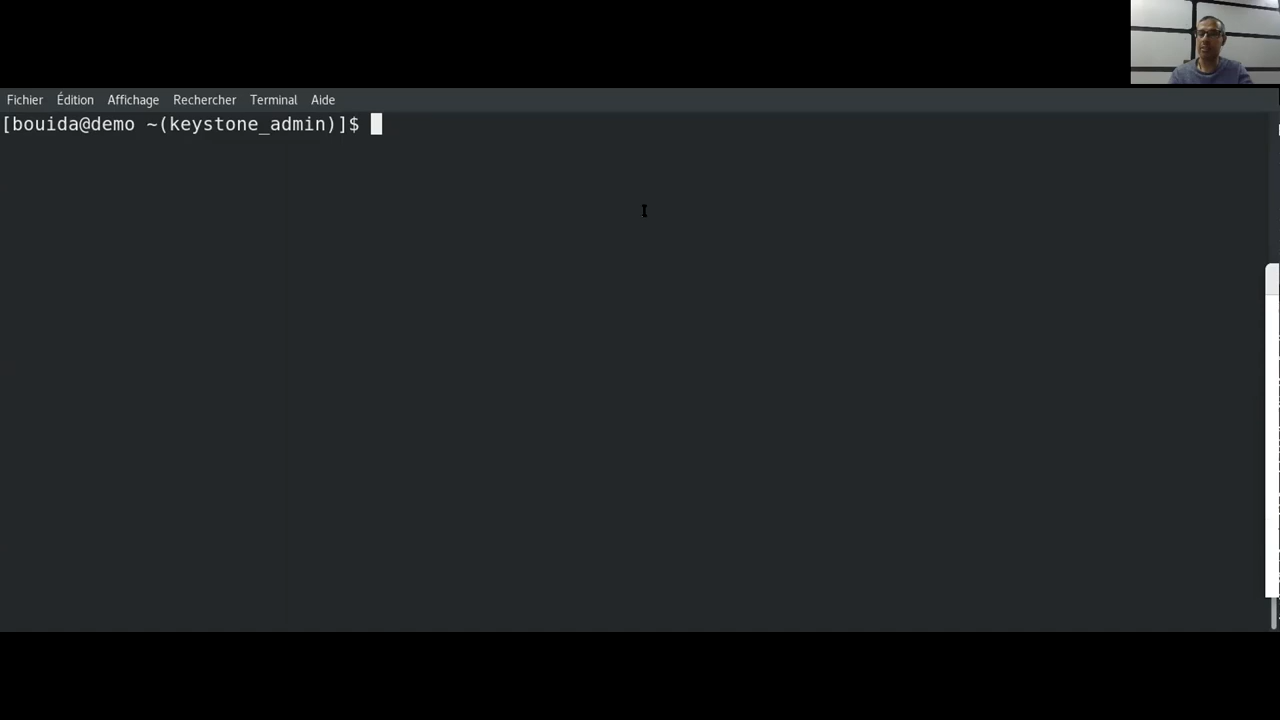 Fichier Édition Affichage Rechercher Terminal Aide
[bouida@demo ~(keystone_admin)]$